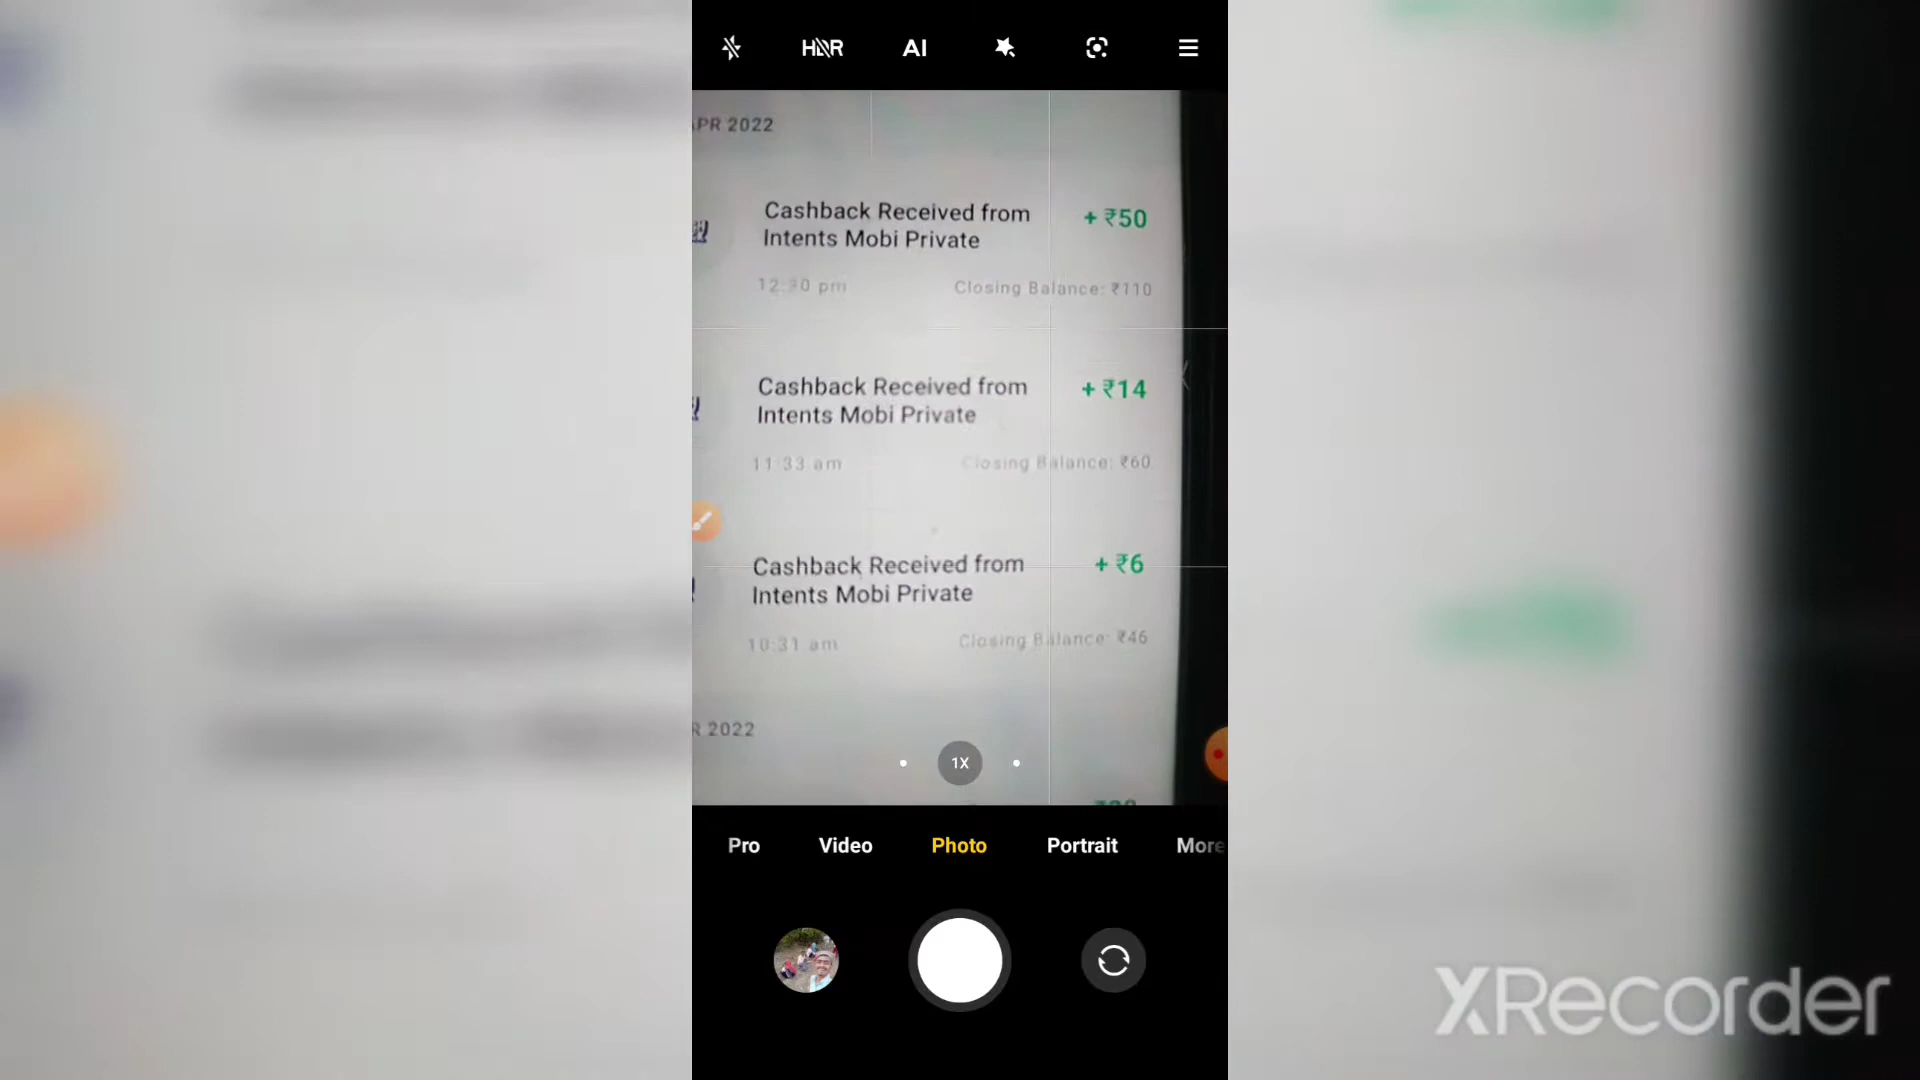 HDR
AI
APR 2022
Cashback Received from
Intents Mobi Private
+ ₹50
12:30 pm
Closing Balance: ₹110
Cashback Received from
Intents Mobi Private
+ ₹14
11:33 am
Closing Balance: ₹60
Cashback Received from
Intents Mobi Private
+ ₹6
10:31 am
Closing Balance: ₹46
R 2022
1X
Pro
Video
Photo
Portrait
More
XRecorder